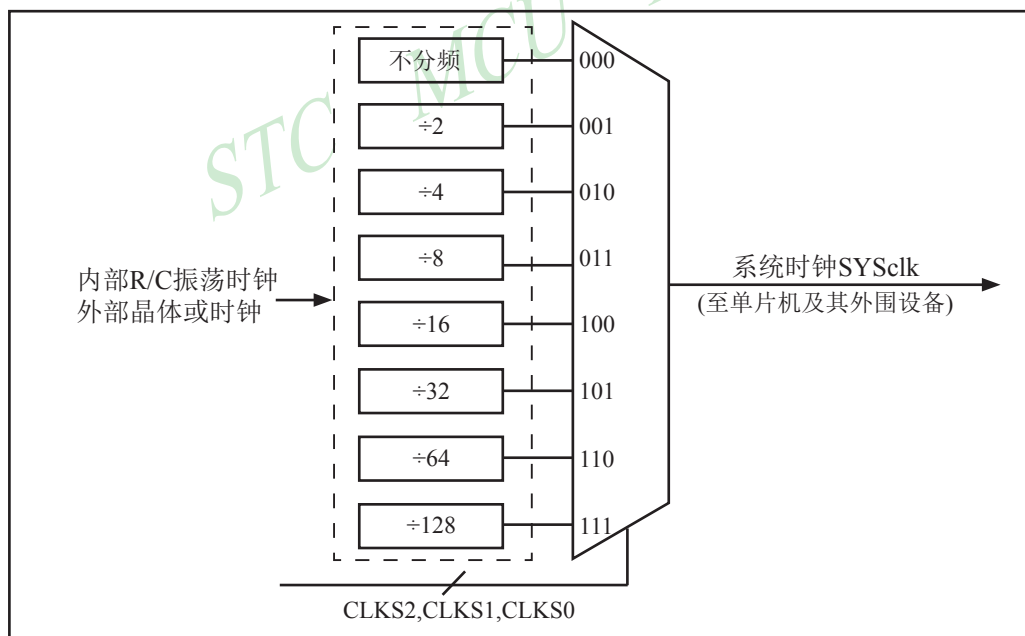 STC MCU
不分频
000
÷2
001
÷4
010
÷8
011
÷16
100
÷32
101
÷64
110
÷128
111
内部R/C振荡时钟
外部晶体或时钟
系统时钟SYSclk
(至单片机及其外围设备)
CLKS2,CLKS1,CLKS0